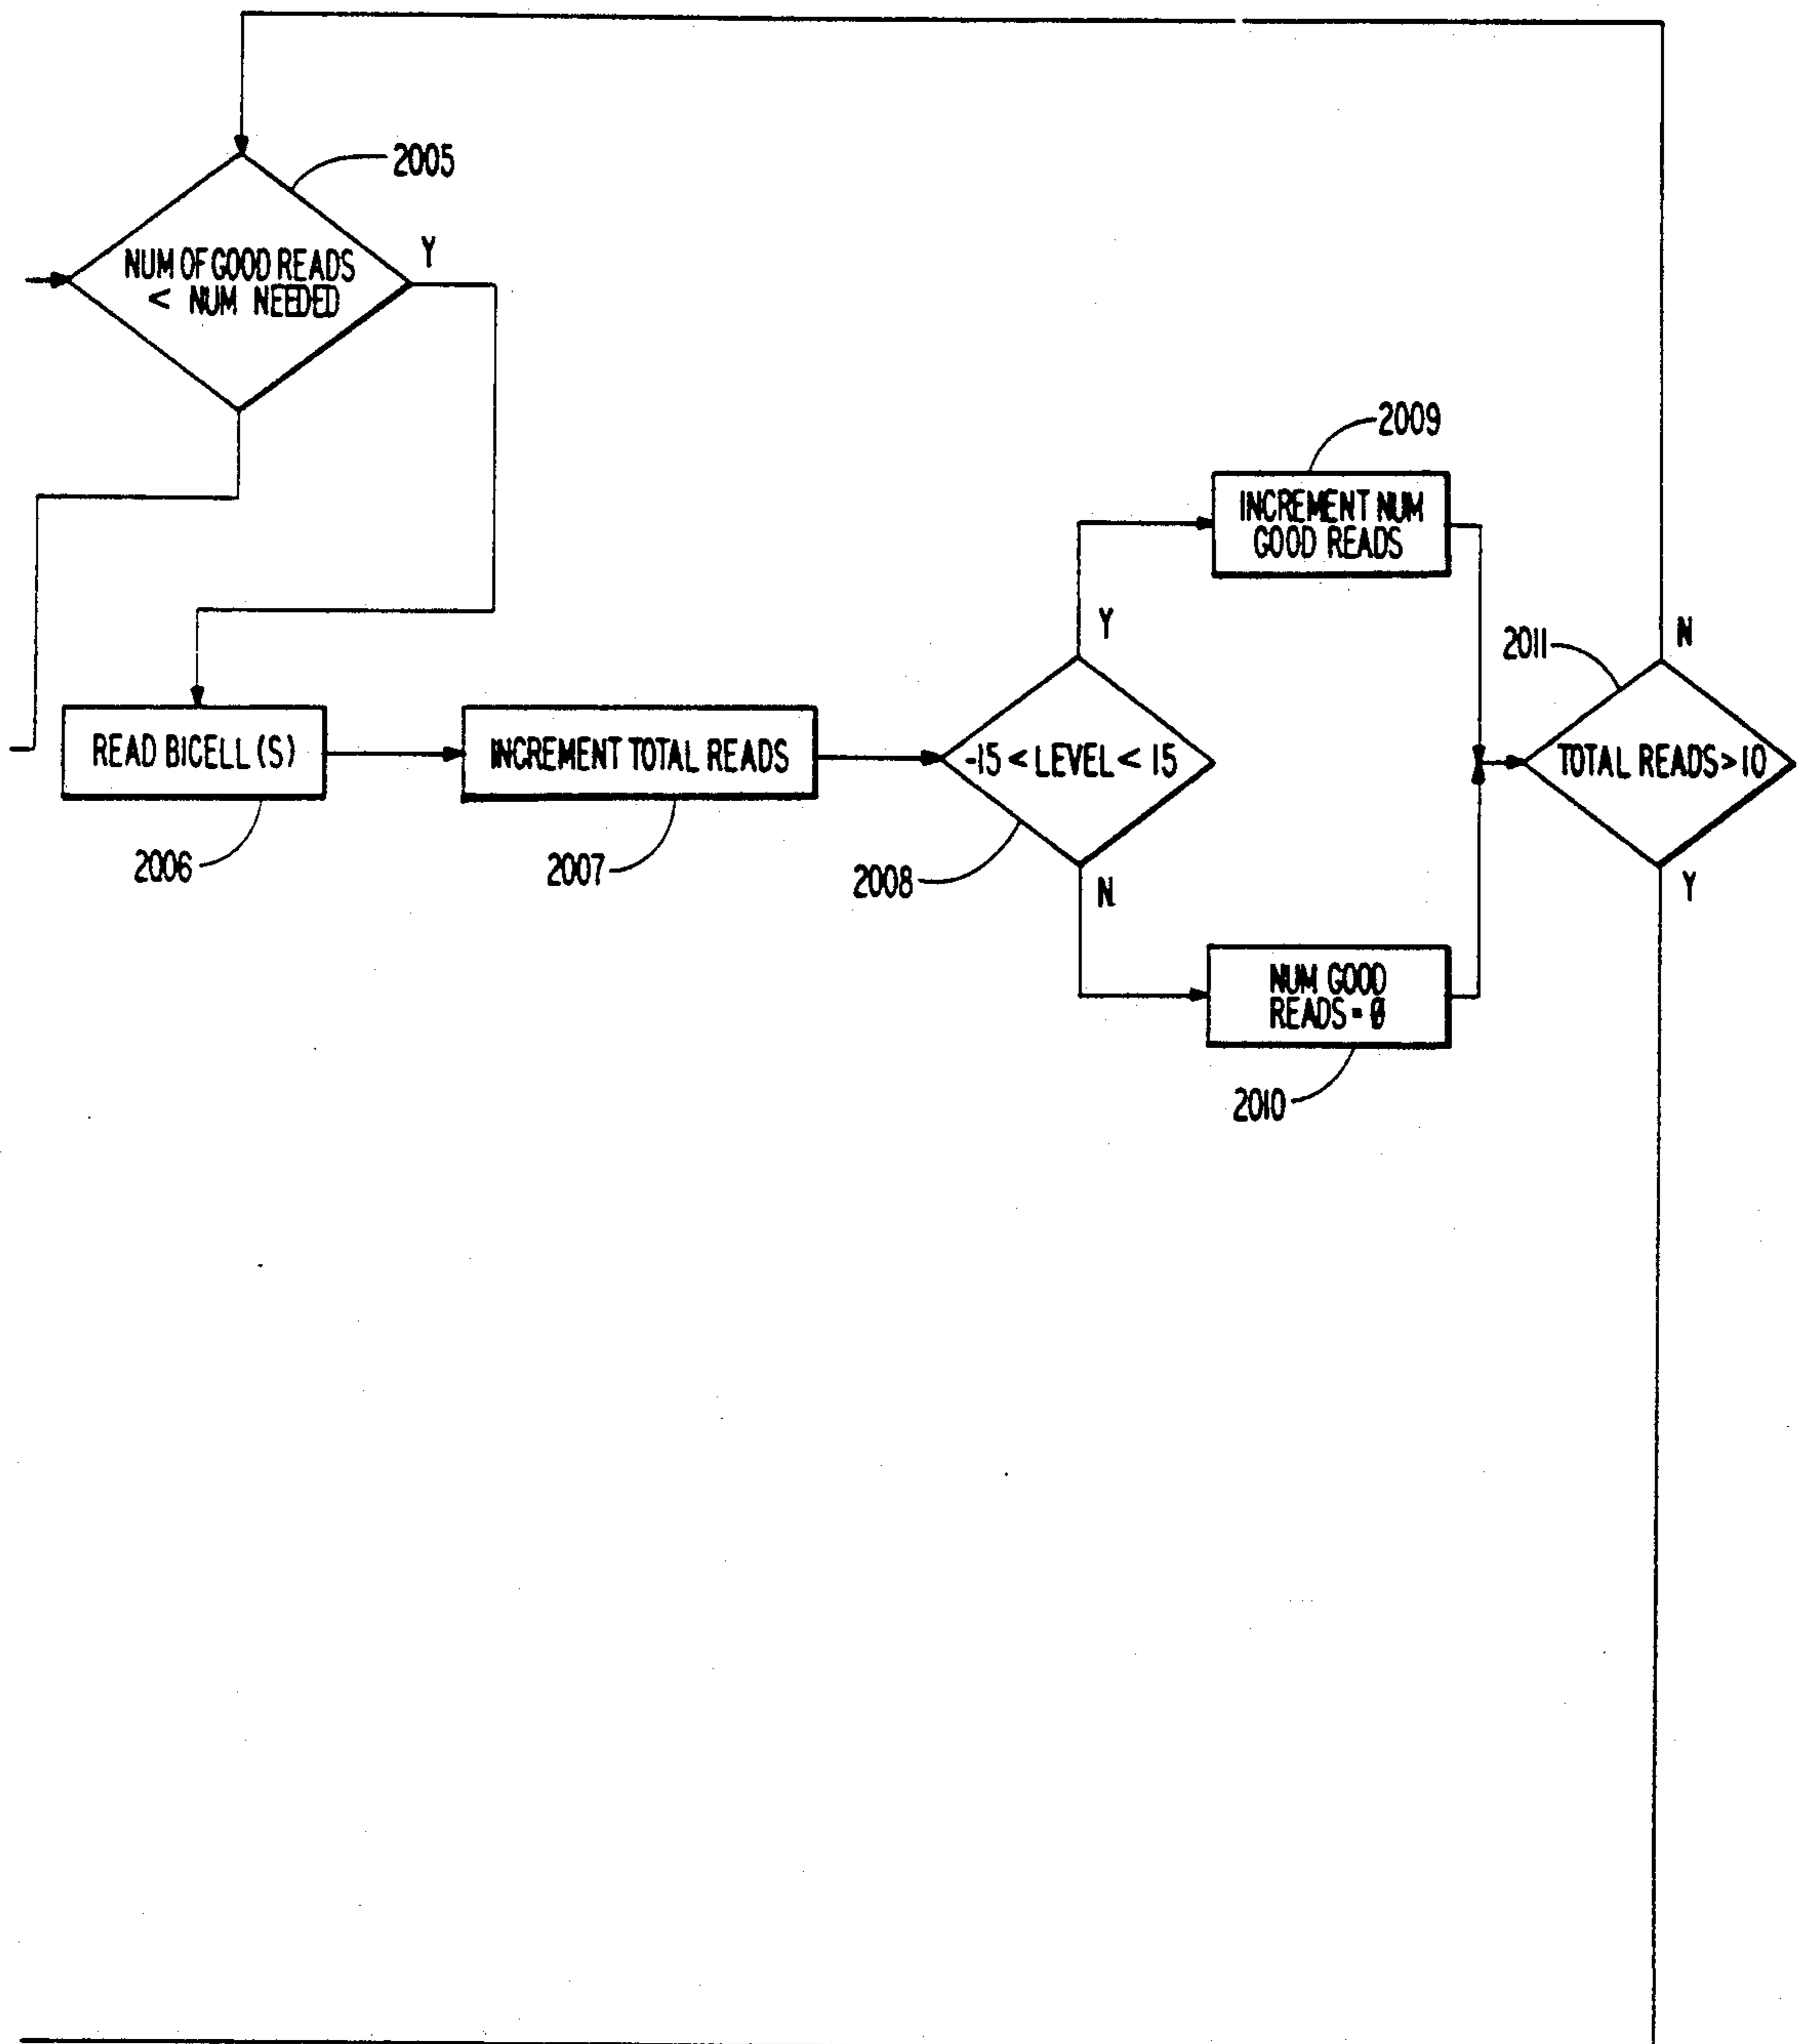 2005
NUM OF GOOD READS
< NUM NEEDED
Y
2009
INCREMENT NUM
GOOD READS
Y
2011
N
READ BICELL (S)
INCREMENT TOTAL READS
-15 < LEVEL < 15
TOTAL READS>10
2006
2007
2008
N
Y
NUM GOOD
READS = Ø
2010